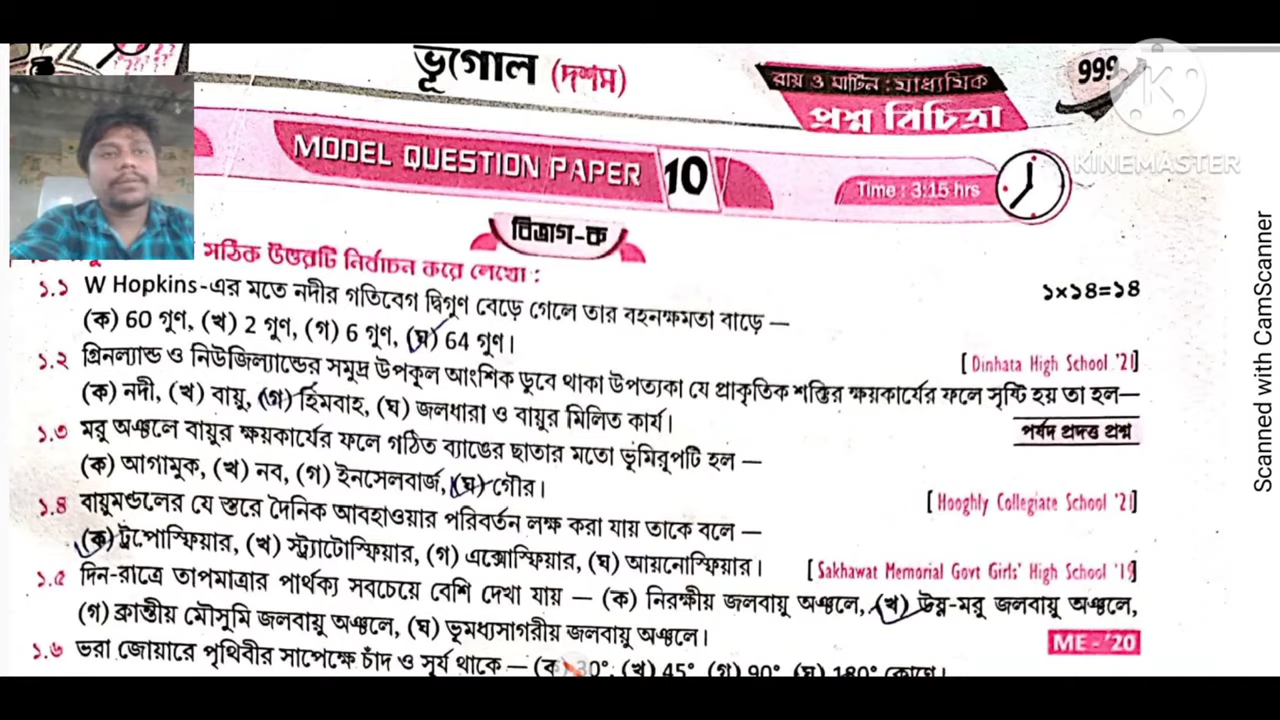 ভূগোল (দশম)
রায় ও মার্টিন : মাধ্যমিক
প্রশ্ন বিচিত্রা
999
KINEMASTER
MODEL QUESTION PAPER 10
Time : 3:15 hrs
বিভাগ-ক
সঠিক উত্তরটি নির্বাচন করে লেখো :
১×১৪=১৪
১.১ W Hopkins-এর মতে নদীর গতিবেগ দ্বিগুণ বেড়ে গেলে তার বহনক্ষমতা বাড়ে —
(ক) 60 গুণ, (খ) 2 গুণ, (গ) 6 গুণ, (ঘ) 64 গুণ।
[ Dinhata High School '21]
১.২ গ্রিনল্যান্ড ও নিউজিল্যান্ডের সমুদ্র উপকূল আংশিক ডুবে থাকা উপত্যকা যে প্রাকৃতিক শক্তির ক্ষয়কার্যের ফলে সৃষ্টি হয় তা হল—
(ক) নদী, (খ) বায়ু, (গ) হিমবাহ, (ঘ) জলধারা ও বায়ুর মিলিত কার্য।
পর্ষদ প্রদত্ত প্রশ্ন
১.৩ মরু অঞ্চলে বায়ুর ক্ষয়কার্যের ফলে গঠিত ব্যাঙের ছাতার মতো ভূমিরূপটি হল —
(ক) আগামুক, (খ) নব, (গ) ইনসেলবার্জ, (ঘ) গৌর।
[ Hooghly Collegiate School '21]
১.৪ বায়ুমণ্ডলের যে স্তরে দৈনিক আবহাওয়ার পরিবর্তন লক্ষ করা যায় তাকে বলে —
(ক) ট্রপোস্ফিয়ার, (খ) স্ট্র্যাটোস্ফিয়ার, (গ) এক্সোস্ফিয়ার, (ঘ) আয়নোস্ফিয়ার।
[ Sakhawat Memorial Govt Girls' High School '19]
১.৫ দিন-রাত্রে তাপমাত্রার পার্থক্য সবচেয়ে বেশি দেখা যায় — (ক) নিরক্ষীয় জলবায়ু অঞ্চলে, (খ) উষ্ণ-মরু জলবায়ু অঞ্চলে,
(গ) ক্রান্তীয় মৌসুমি জলবায়ু অঞ্চলে, (ঘ) ভূমধ্যসাগরীয় জলবায়ু অঞ্চলে।
ME - '20
১.৬ ভরা জোয়ারে পৃথিবীর সাপেক্ষে চাঁদ ও সূর্য থাকে — (ক) 30°, (খ) 45° (গ) 90° (ঘ) 180° কোণে।
Scanned with CamScanner